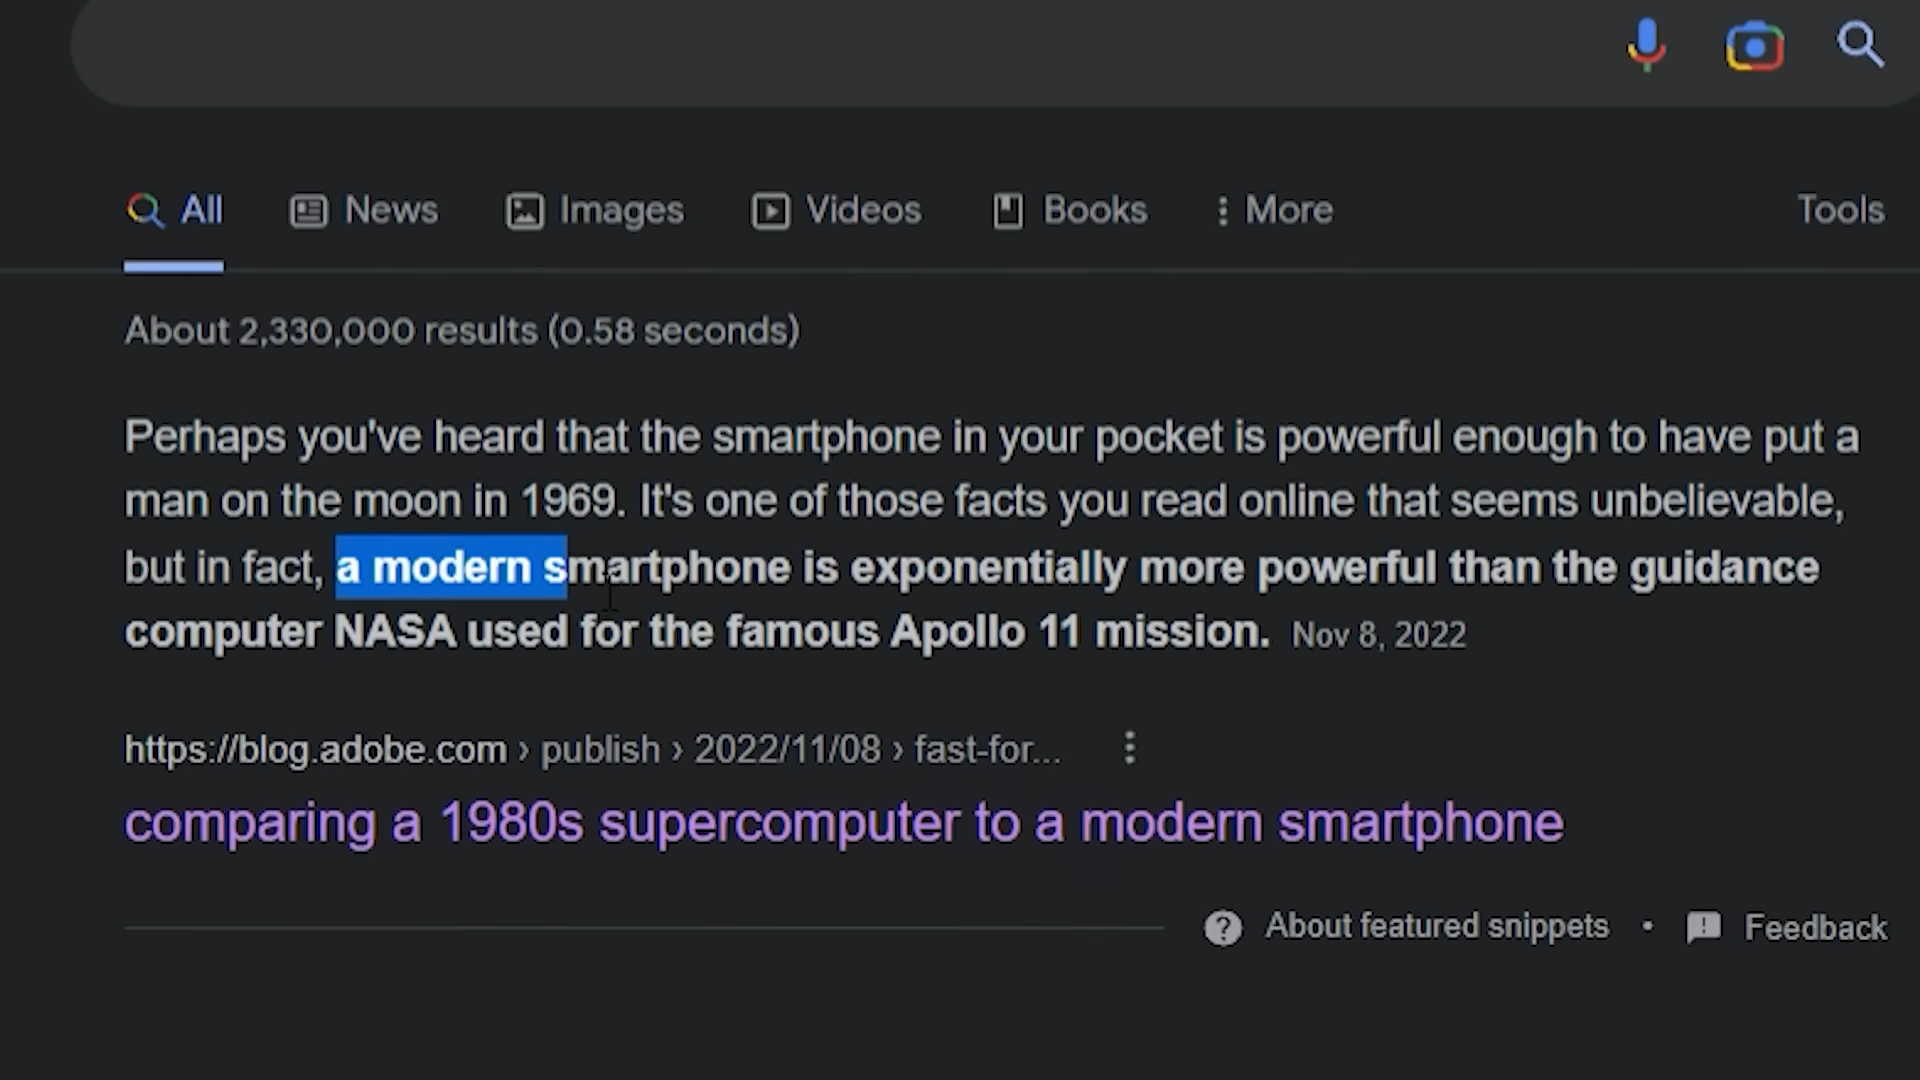 All News Images Videos Books More Tools
About 2,330,000 results (0.58 seconds)
Perhaps you've heard that the smartphone in your pocket is powerful enough to have put a
man on the moon in 1969. It's one of those facts you read online that seems unbelievable,
but in fact, a modern smartphone is exponentially more powerful than the guidance
computer NASA used for the famous Apollo 11 mission. Nov 8, 2022
https://blog.adobe.com › publish › 2022/11/08 › fast-for...
comparing a 1980s supercomputer to a modern smartphone
About featured snippets • Feedback